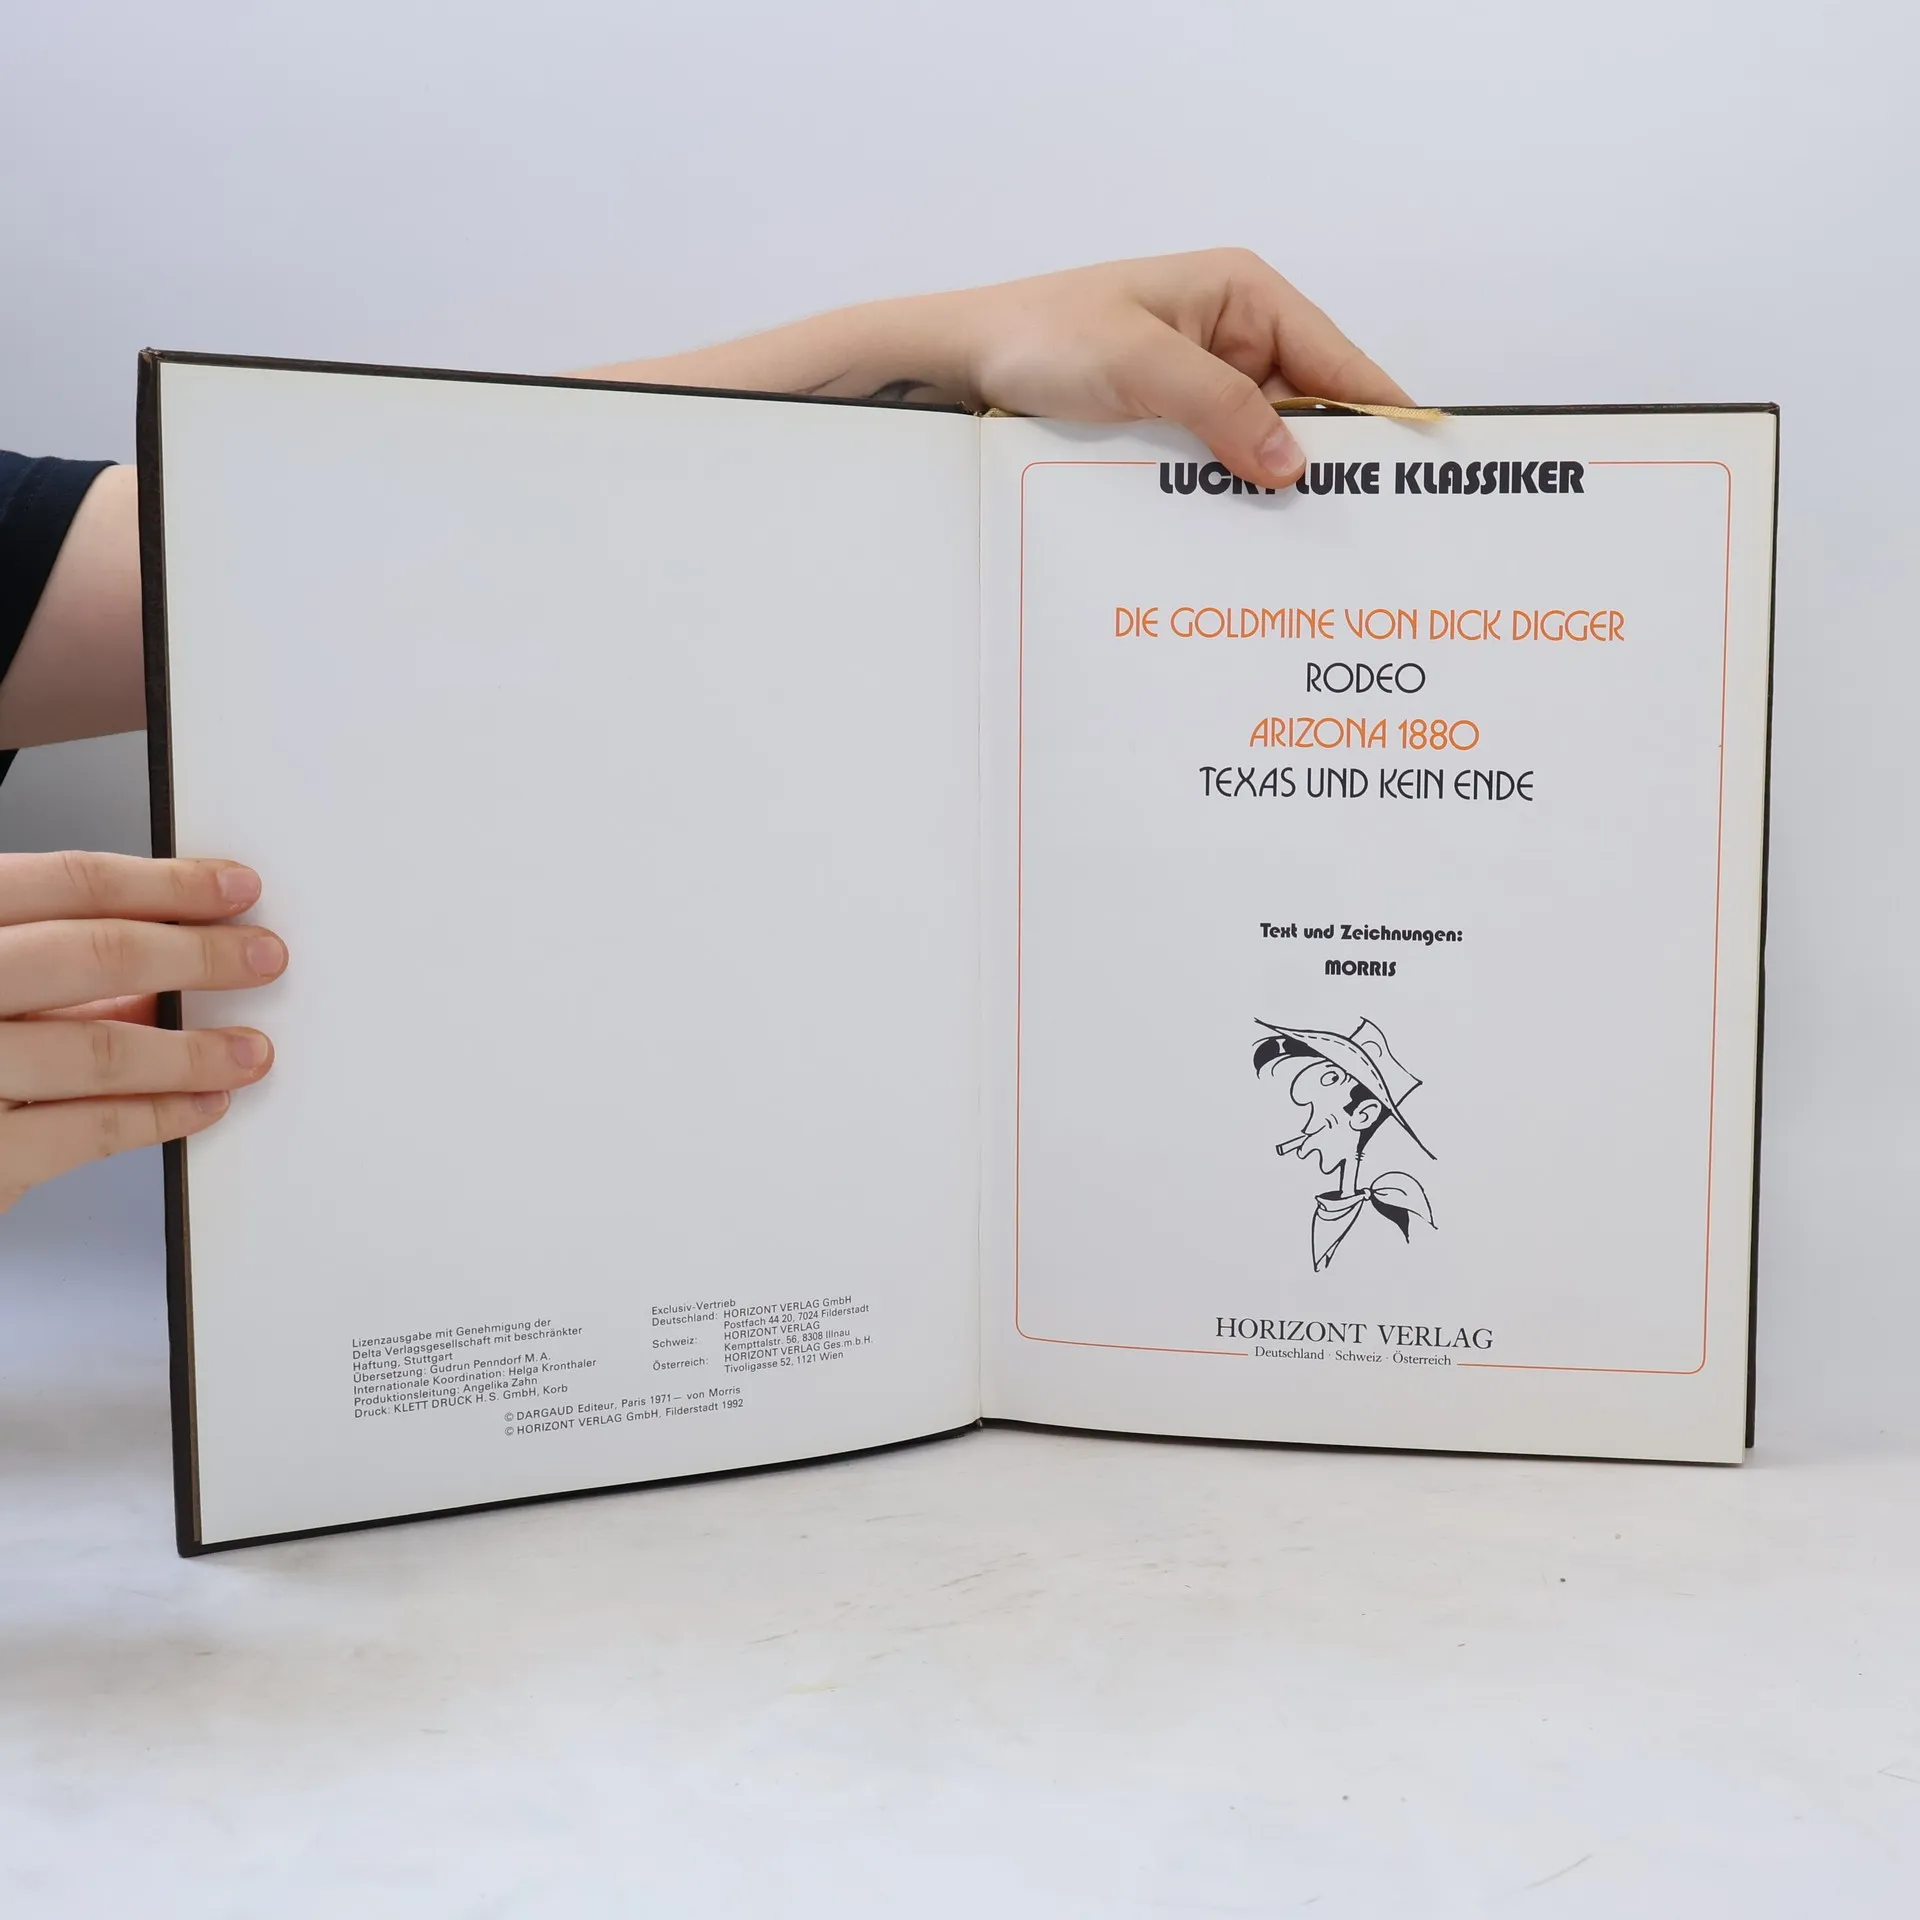 Lizenzausgabe mit Genehmigung der
Delta Verlagsgesellschaft mit beschränkter
Haftung, Stuttgart
Übersetzung: Gudrun Penndorf M.A.
Internationale Koordination: Helga Kronthaler
Produktionsleitung: Angelika Zahn
Druck: KLETT DRUCK H.S. GmbH, Korb
Exclusiv-Vertrieb
Deutschland: HORIZONT VERLAG GmbH
Postfach 44 20, 7024 Filderstadt
Schweiz: HORIZONT VERLAG
Kempttalstr. 56, 8308 Illnau
Österreich: HORIZONT VERLAG Ges.m.b.H.
Tivoligasse 52, 1121 Wien
© DARGAUD Editeur, Paris 1971 — von Morris
© HORIZONT VERLAG GmbH, Filderstadt 1992
LUCKY LUKE KLASSIKER
DIE GOLDMINE VON DICK DIGGER
RODEO
ARIZONA 1880
TEXAS UND KEIN ENDE
Text und Zeichnungen:
MORRIS
HORIZONT VERLAG
Deutschland · Schweiz · Österreich